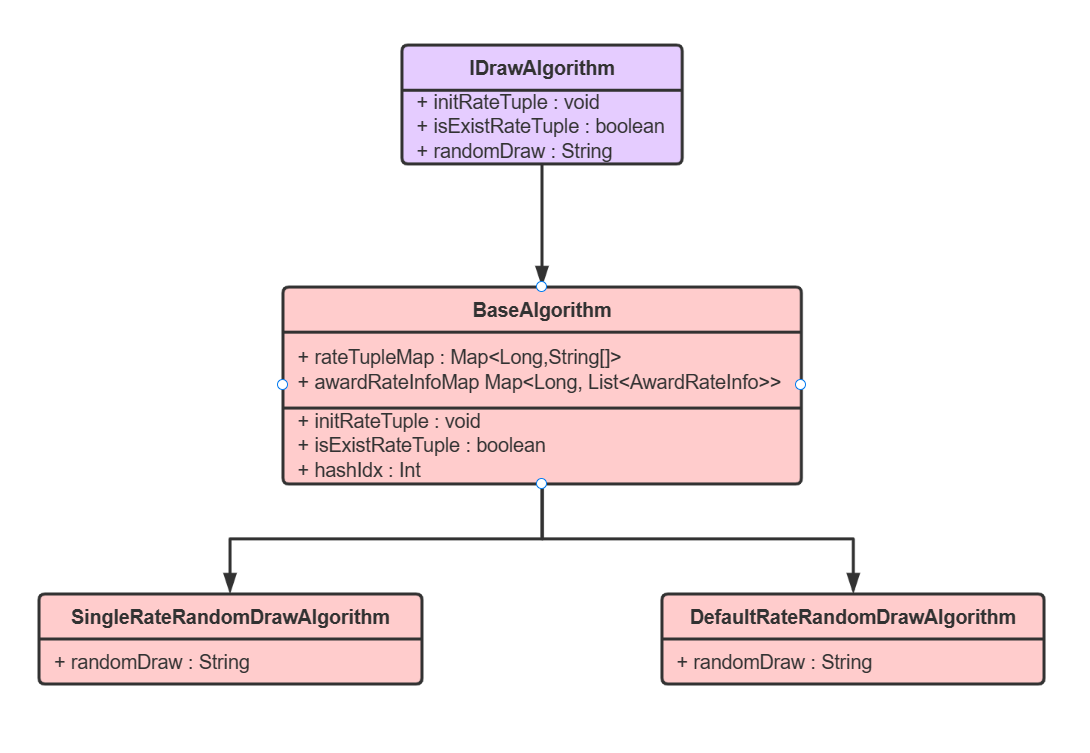 IDrawAlgorithm
+ initRateTuple : void
+ isExistRateTuple : boolean
+ randomDraw : String
BaseAlgorithm
+ rateTupleMap : Map<Long,String[]>
+ awardRateInfoMap Map<Long, List<AwardRateInfo>>
+ initRateTuple : void
+ isExistRateTuple : boolean
+ hashIdx : Int
SingleRateRandomDrawAlgorithm
+ randomDraw : String
DefaultRateRandomDrawAlgorithm
+ randomDraw : String